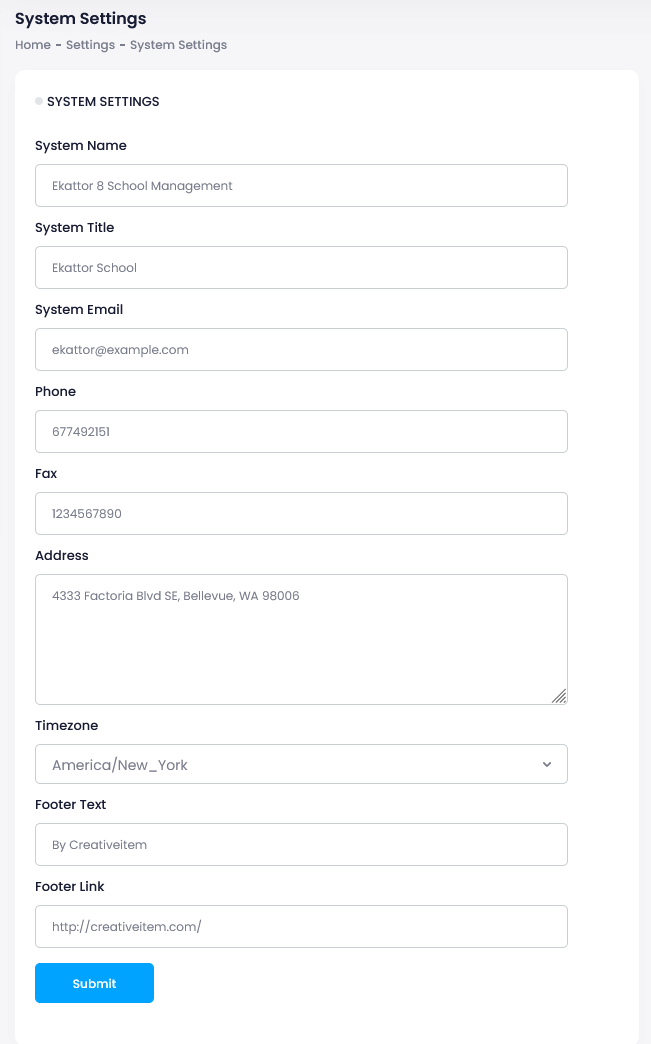 System Settings
Home - Settings - System Settings
SYSTEM SETTINGS
System Name
Ekattor 8 School Management
System Title
Ekattor School
System Email
ekattor@example.com
Phone
677492151
Fax
1234567890
Address
4333 Factoria Blvd SE, Bellevue, WA 98006
Timezone
America/New_York
Footer Text
By Creativeitem
Footer Link
http://creativeitem.com/
Submit